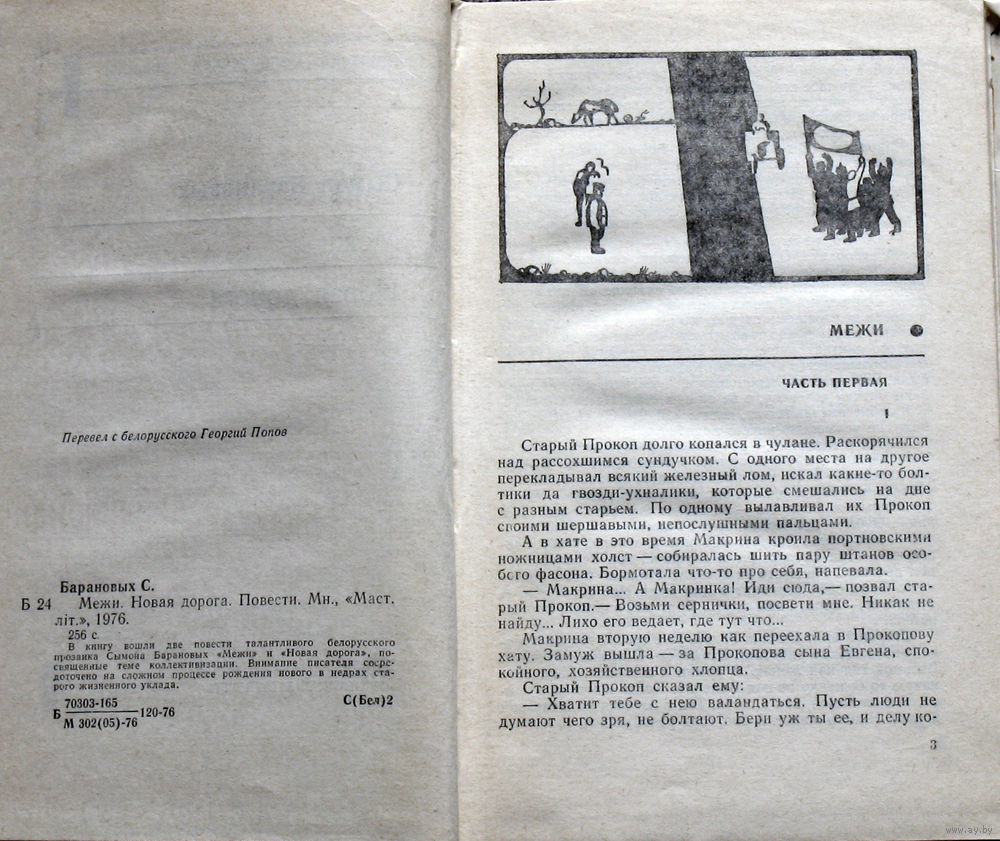 Перевел с белорусского Георгий Попов
Барановых С.
Б 24 Межи. Новая дорога. Повести. Мн., «Маст.
літ.», 1976.
256 с.
В книгу вошли две повести талантливого белорусского
прозаика Сымона Барановых «Межи» и «Новая дорога», по-
священные теме коллективизации. Внимание писателя сосре-
доточено на сложном процессе рождения нового в недрах ста-
рого жизненного уклада.
70303-165
Б 120-76 С(Бел)2
М 302(05)-76
МЕЖИ
ЧАСТЬ ПЕРВАЯ
1
Старый Прокоп долго копался в чулане. Раскорячился
над рассохшимся сундучком. С одного места на другое
перекладывал всякий железный лом, искал какие-то бол-
тики да гвозди-ухналики, которые смешались на дне
с разным старьем. По одному вылавливал их Прокоп
своими шершавыми, непослушными пальцами.
А в хате в это время Макрина кроила портновскими
ножницами холст — собиралась шить пару штанов осо-
бого фасона. Бормотала что-то про себя, напевала.
— Макрина... А Макринка! Иди сюда,— позвал ста-
рый Прокоп.— Возьми сернички, посвети мне. Никак не
найду... Лихо его ведает, где тут что...
Макрина вторую неделю как переехала в Прокопову
хату. Замуж вышла — за Прокопова сына Евгена, спо-
койного, хозяйственного хлопца.
Старый Прокоп сказал ему:
— Хватит тебе с нею валандаться. Пусть люди не
думают чего зря, не болтают. Бери уж ты ее, и делу ко-
3
www.ay.by